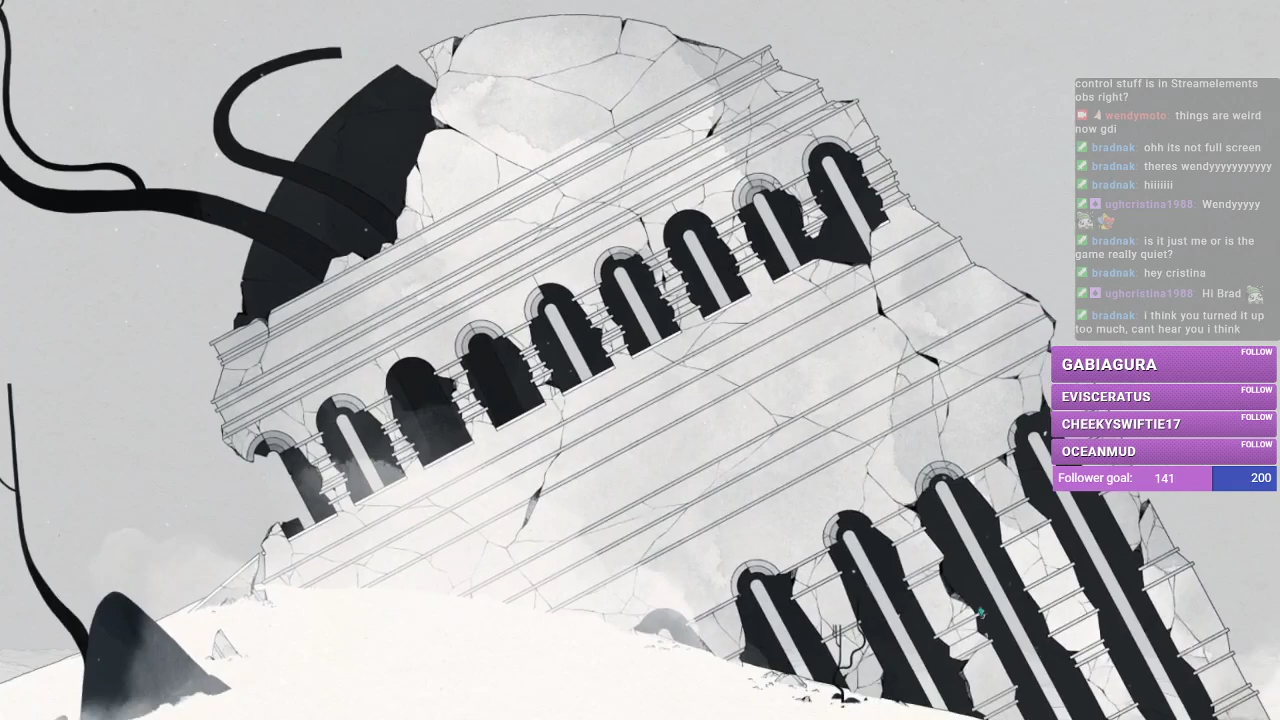 control stuff is in Streamelements
obs right?
wendymoto: things are weird
now gdi
bradnak: ohh its not full screen
bradnak: theres wendyyyyyyyyyy
bradnak: hiiiiiii
ughcristina1988: Wendyyyyy
bradnak: is it just me or is the
game really quiet?
bradnak: hey cristina
ughcristina1988 Hi Brad
bradnak: i think you turned it up
too much, cant hear you i think
GABIAGURA FOLLOW
EVISCERATUS FOLLOW
CHEEKYSWIFTIE17 FOLLOW
OCEANMUD FOLLOW
Follower goal: 141 200